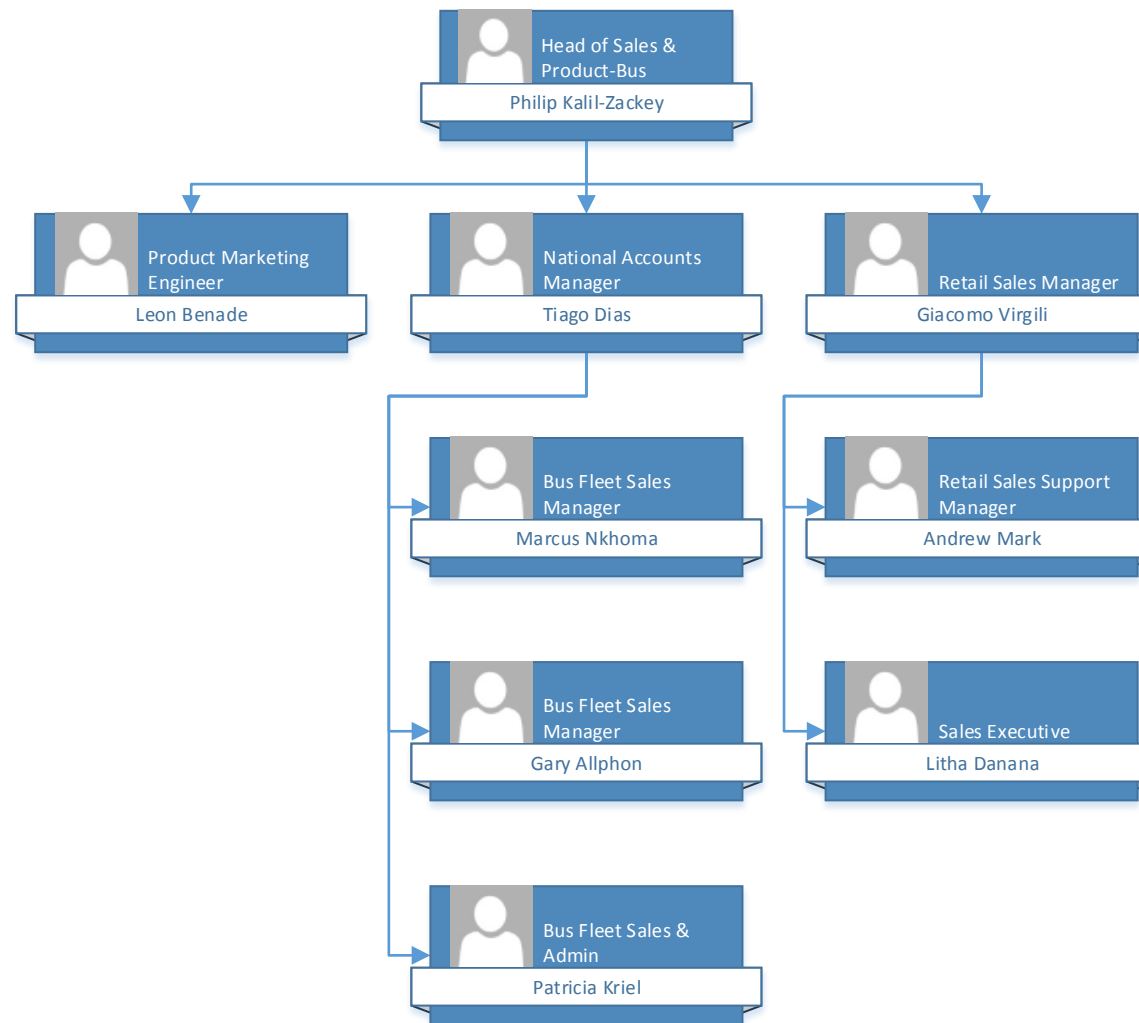 Head of Sales &
Product-Bus
Philip Kalil-Zackey
Product Marketing
Engineer
Leon Benade
National Accounts
Manager
Tiago Dias
Retail Sales Manager
Giacomo Virgili
Bus Fleet Sales
Manager
Marcus Nkhoma
Retail Sales Support
Manager
Andrew Mark
Bus Fleet Sales
Manager
Gary Allphon
Sales Executive
Litha Danana
Bus Fleet Sales &
Admin
Patricia Kriel